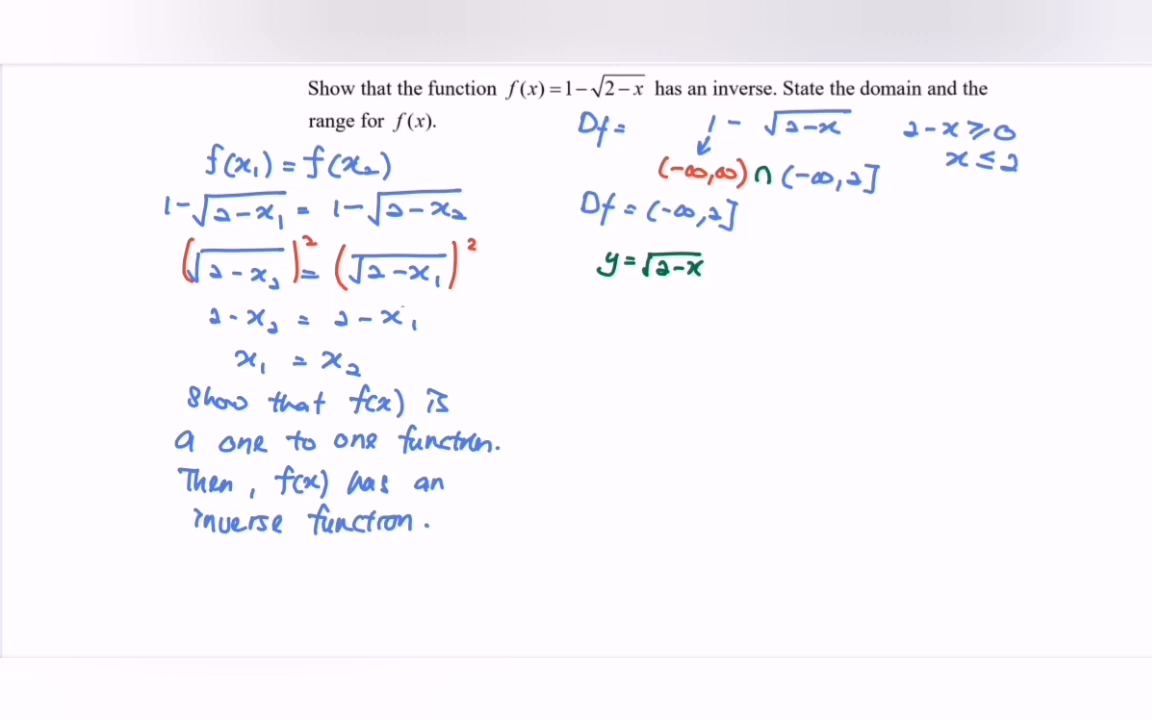 Show that the function f(x)=1−√(2−x) has an inverse. State the domain and the
range for f(x).
f(x₁) = f(x₂)
1-√(2-x₁) = 1-√(2-x₂)
(√(2-x₂))² = (√(2-x₁))²
2-x₂ = 2-x₁
x₁ = x₂
Show that f(x) is
a one to one function.
Then, f(x) has an
inverse function.
Df = 1 - √(2-x) 2-x ≥ 0
x ≤ 2
(-∞,∞) ∩ (-∞,2]
Df = (-∞,2]
y = √(2-x)